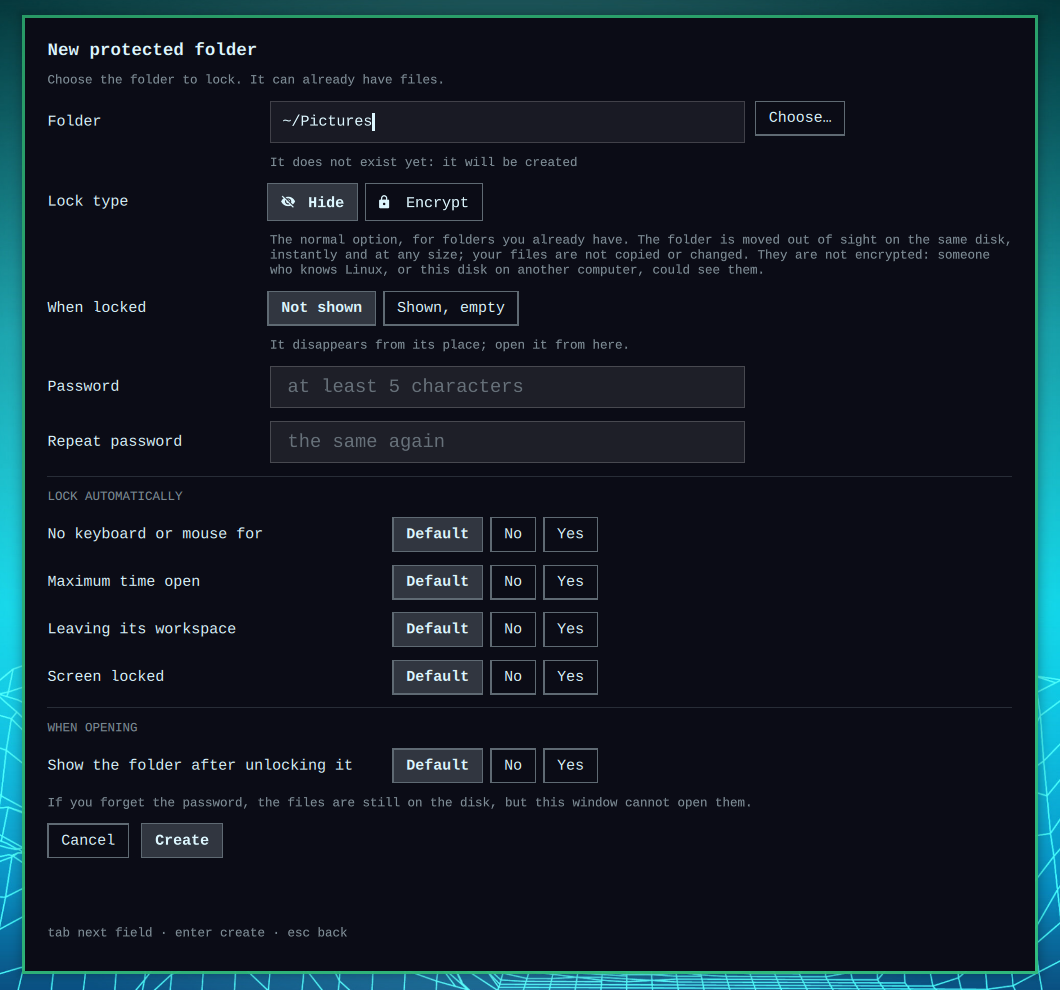 New protected folder
Choose the folder to lock. It can already have files.
Folder
~/Pictures
Choose…
It does not exist yet: it will be created
Lock type
Hide
Encrypt
The normal option, for folders you already have. The folder is moved out of sight on the same disk,
instantly and at any size; your files are not copied or changed. They are not encrypted: someone
who knows Linux, or this disk on another computer, could see them.
When locked
Not shown
Shown, empty
It disappears from its place; open it from here.
Password
at least 5 characters
Repeat password
the same again
LOCK AUTOMATICALLY
No keyboard or mouse for
Default
No
Yes
Maximum time open
Default
No
Yes
Leaving its workspace
Default
No
Yes
Screen locked
Default
No
Yes
WHEN OPENING
Show the folder after unlocking it
Default
No
Yes
If you forget the password, the files are still on the disk, but this window cannot open them.
Cancel
Create
tab next field · enter create · esc back